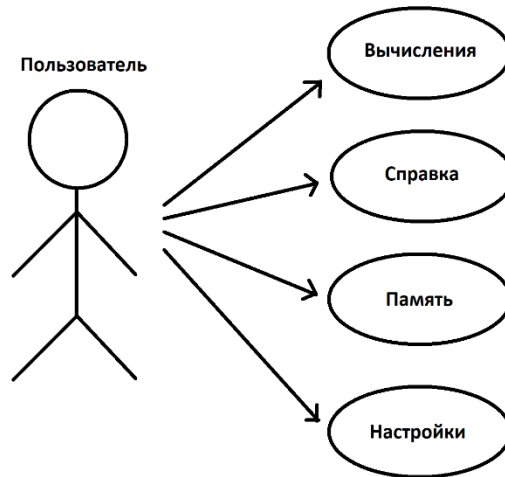 Пользователь
Вычисления
Справка
Память
Настройки